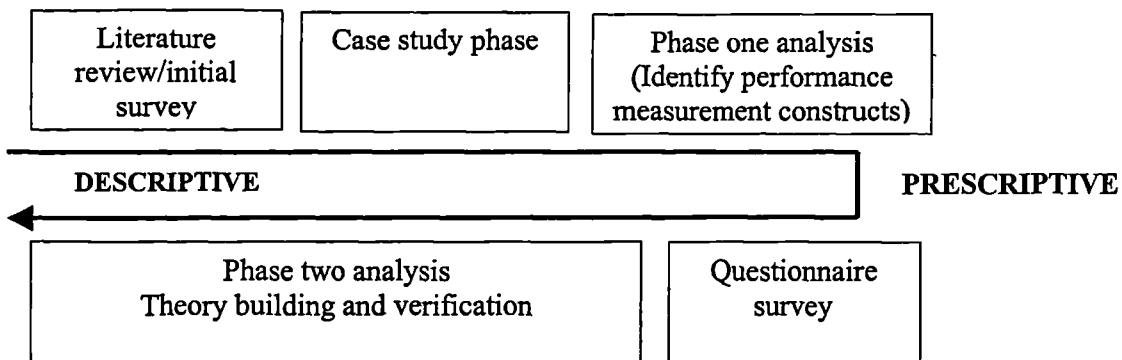 Literature
review/initial
survey
Case study phase
Phase one analysis
(Identify performance
measurement constructs)
DESCRIPTIVE
PRESCRIPTIVE
Phase two analysis
Theory building and verification
Questionnaire
survey